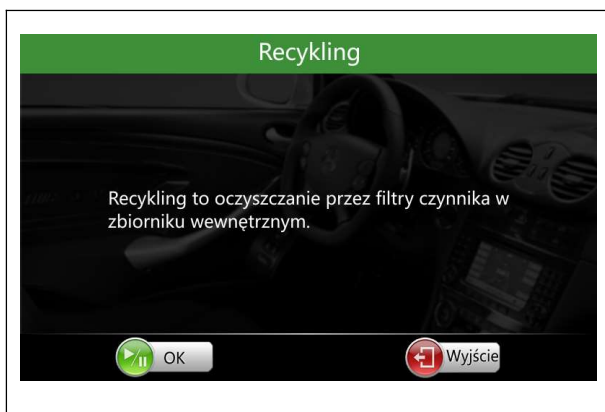 Recykling
Recykling to oczyszczanie przez filtry czynnika w
zbiorniku wewnętrznym.
OK
Wyjście